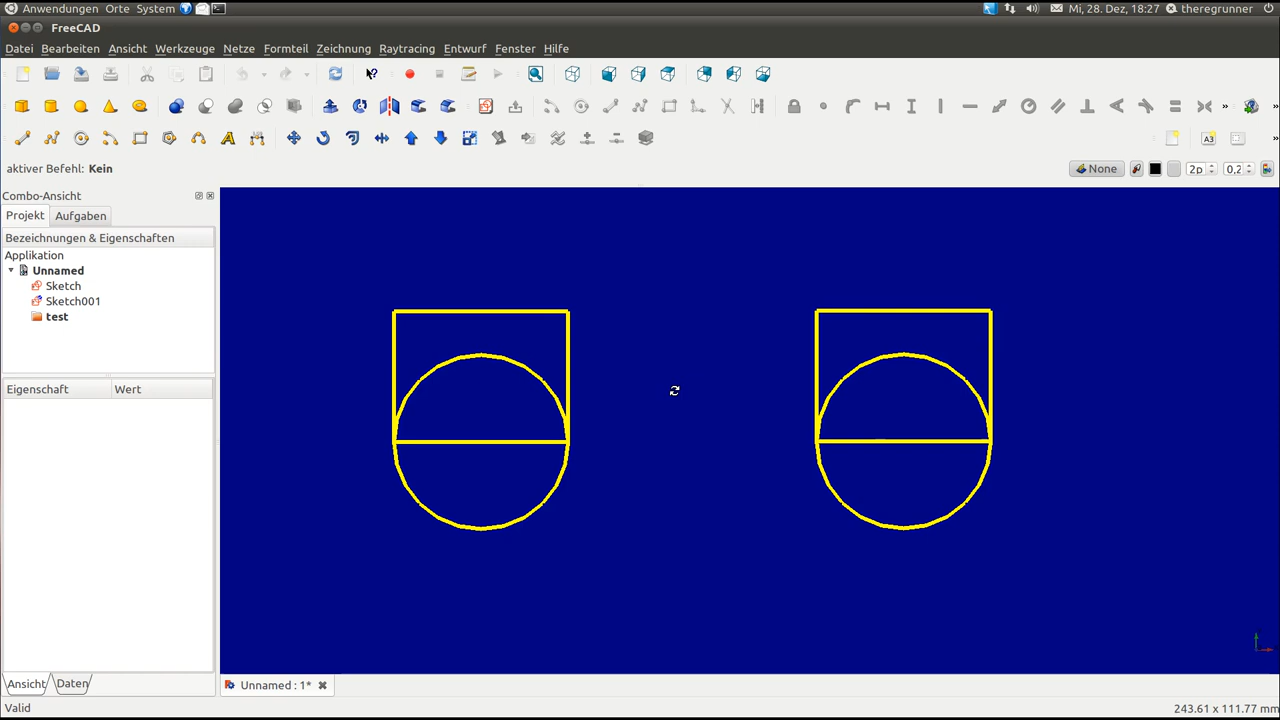 Anwendungen Orte System Mi, 28. Dez, 18:27 theregrunner
FreeCAD
Datei Bearbeiten Ansicht Werkzeuge Netze Formteil Zeichnung Raytracing Entwurf Fenster Hilfe
aktiver Befehl: Kein None 2p 0,2
Combo-Ansicht
Projekt Aufgaben
Bezeichnungen & Eigenschaften
Applikation
Unnamed
Sketch
Sketch001
test
Eigenschaft Wert
Ansicht Daten
Unnamed : 1*
Valid 243.61 x 111.77 mm